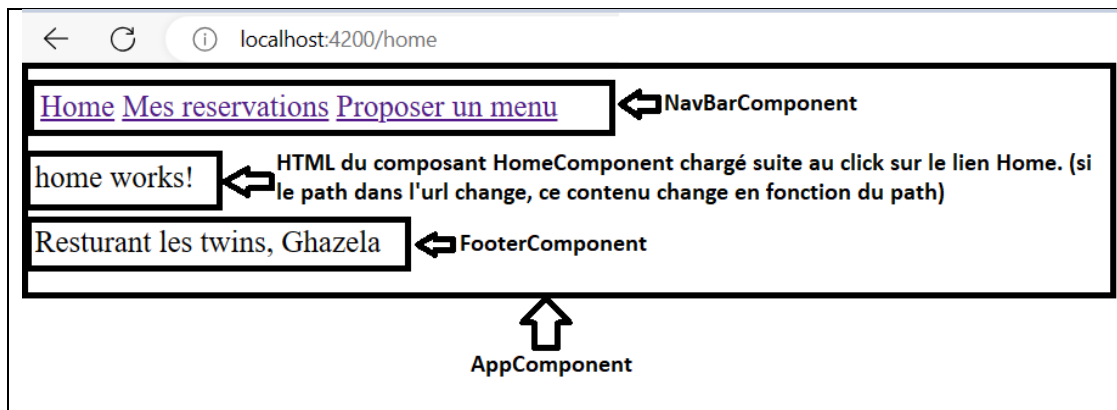 localhost:4200/home
Home Mes reservations Proposer un menu
NavBarComponent
home works!
HTML du composant HomeComponent chargé suite au click sur le lien Home. (si
le path dans l'url change, ce contenu change en fonction du path)
Resturant les twins, Ghazela
FooterComponent
AppComponent